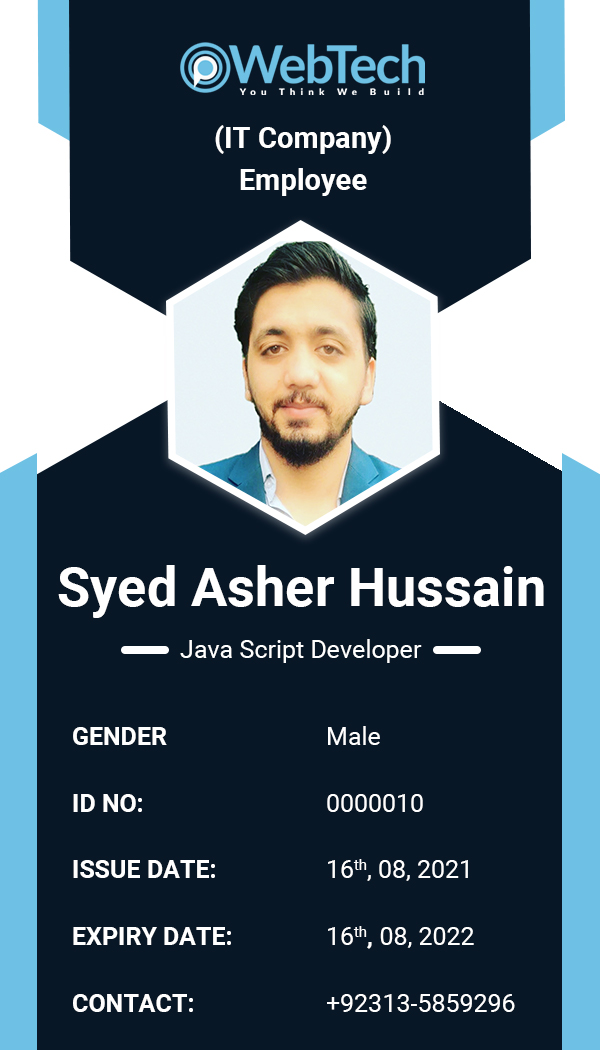 WebTech
You Think We Build
(IT Company)
Employee
Syed Asher Hussain
Java Script Developer
GENDER Male
ID NO: 0000010
ISSUE DATE: 16th, 08, 2021
EXPIRY DATE: 16th, 08, 2022
CONTACT: +92313-5859296